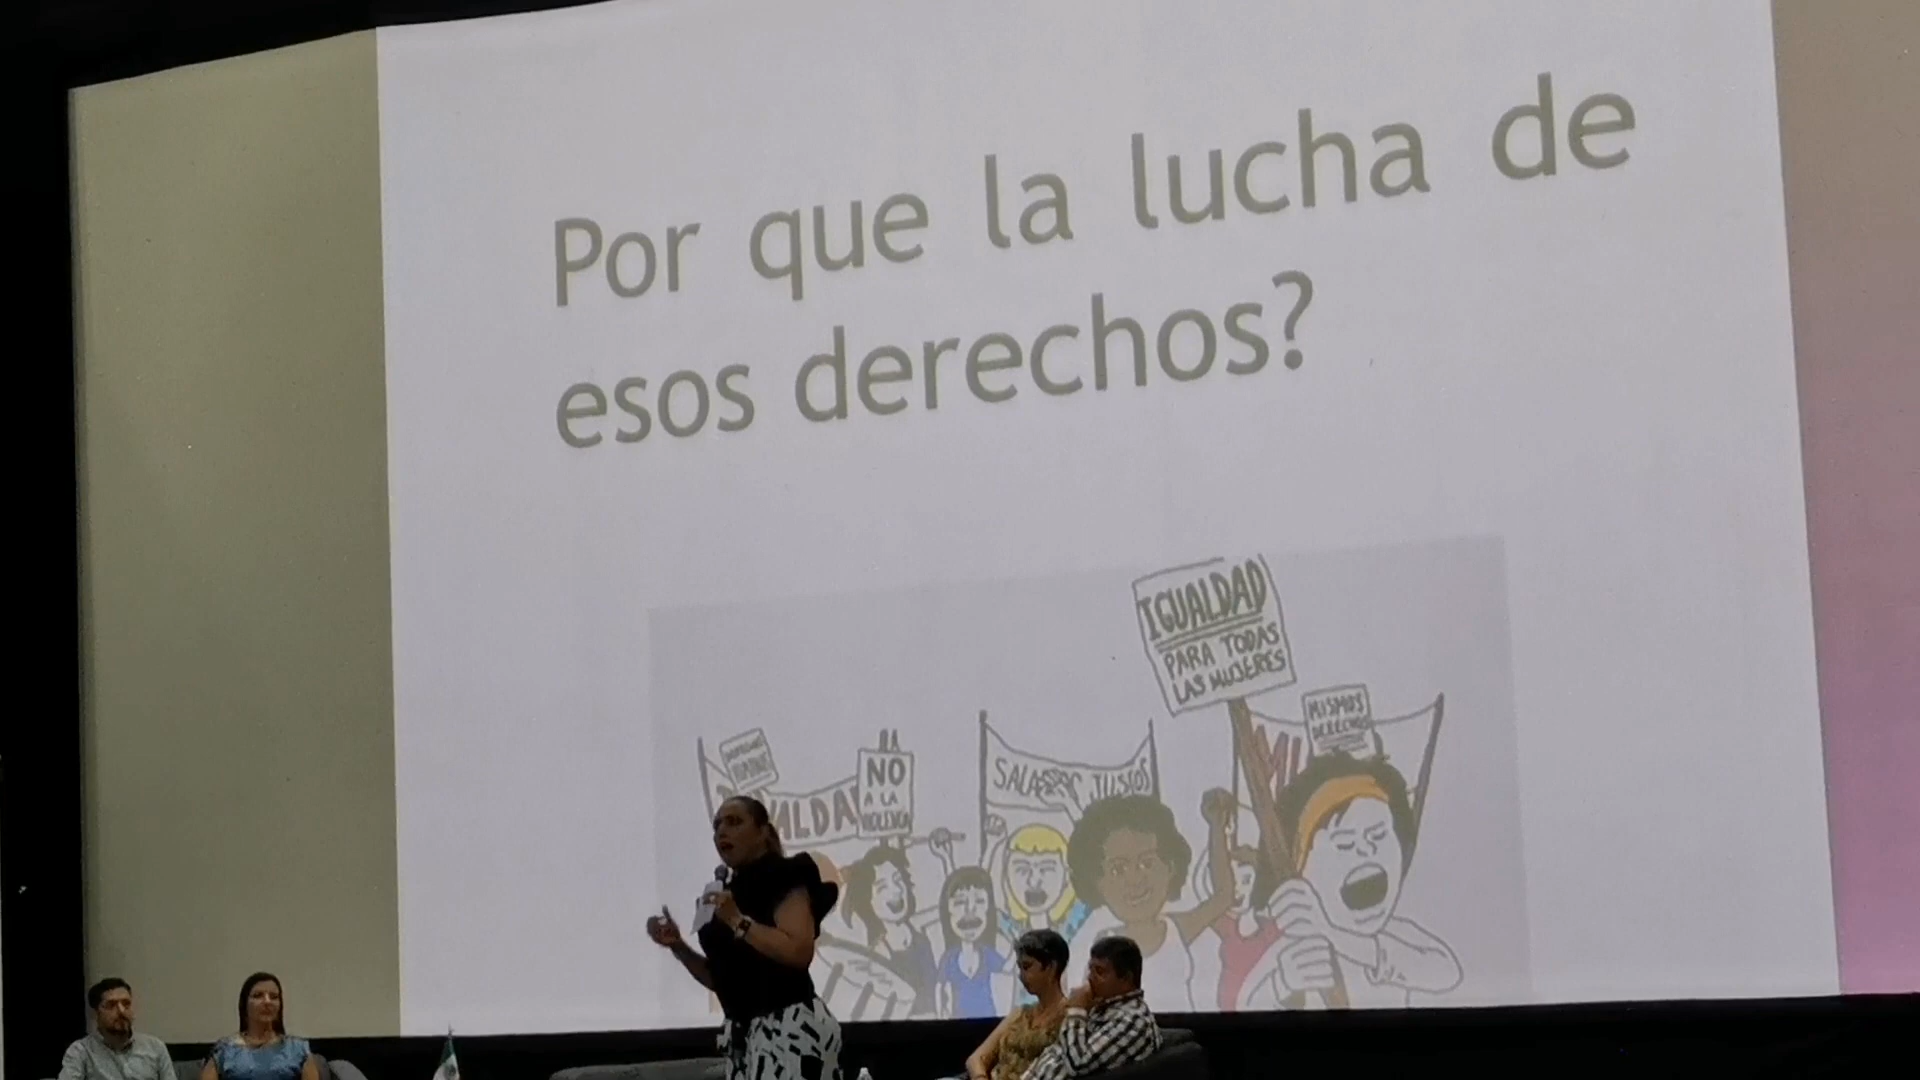 Por que la lucha de
esos derechos?
IGUALDAD
PARA TODAS
LAS MUJERES
MISMOS
DERECHOS
NO
A LA
VIOLENCIA
JUSTOS